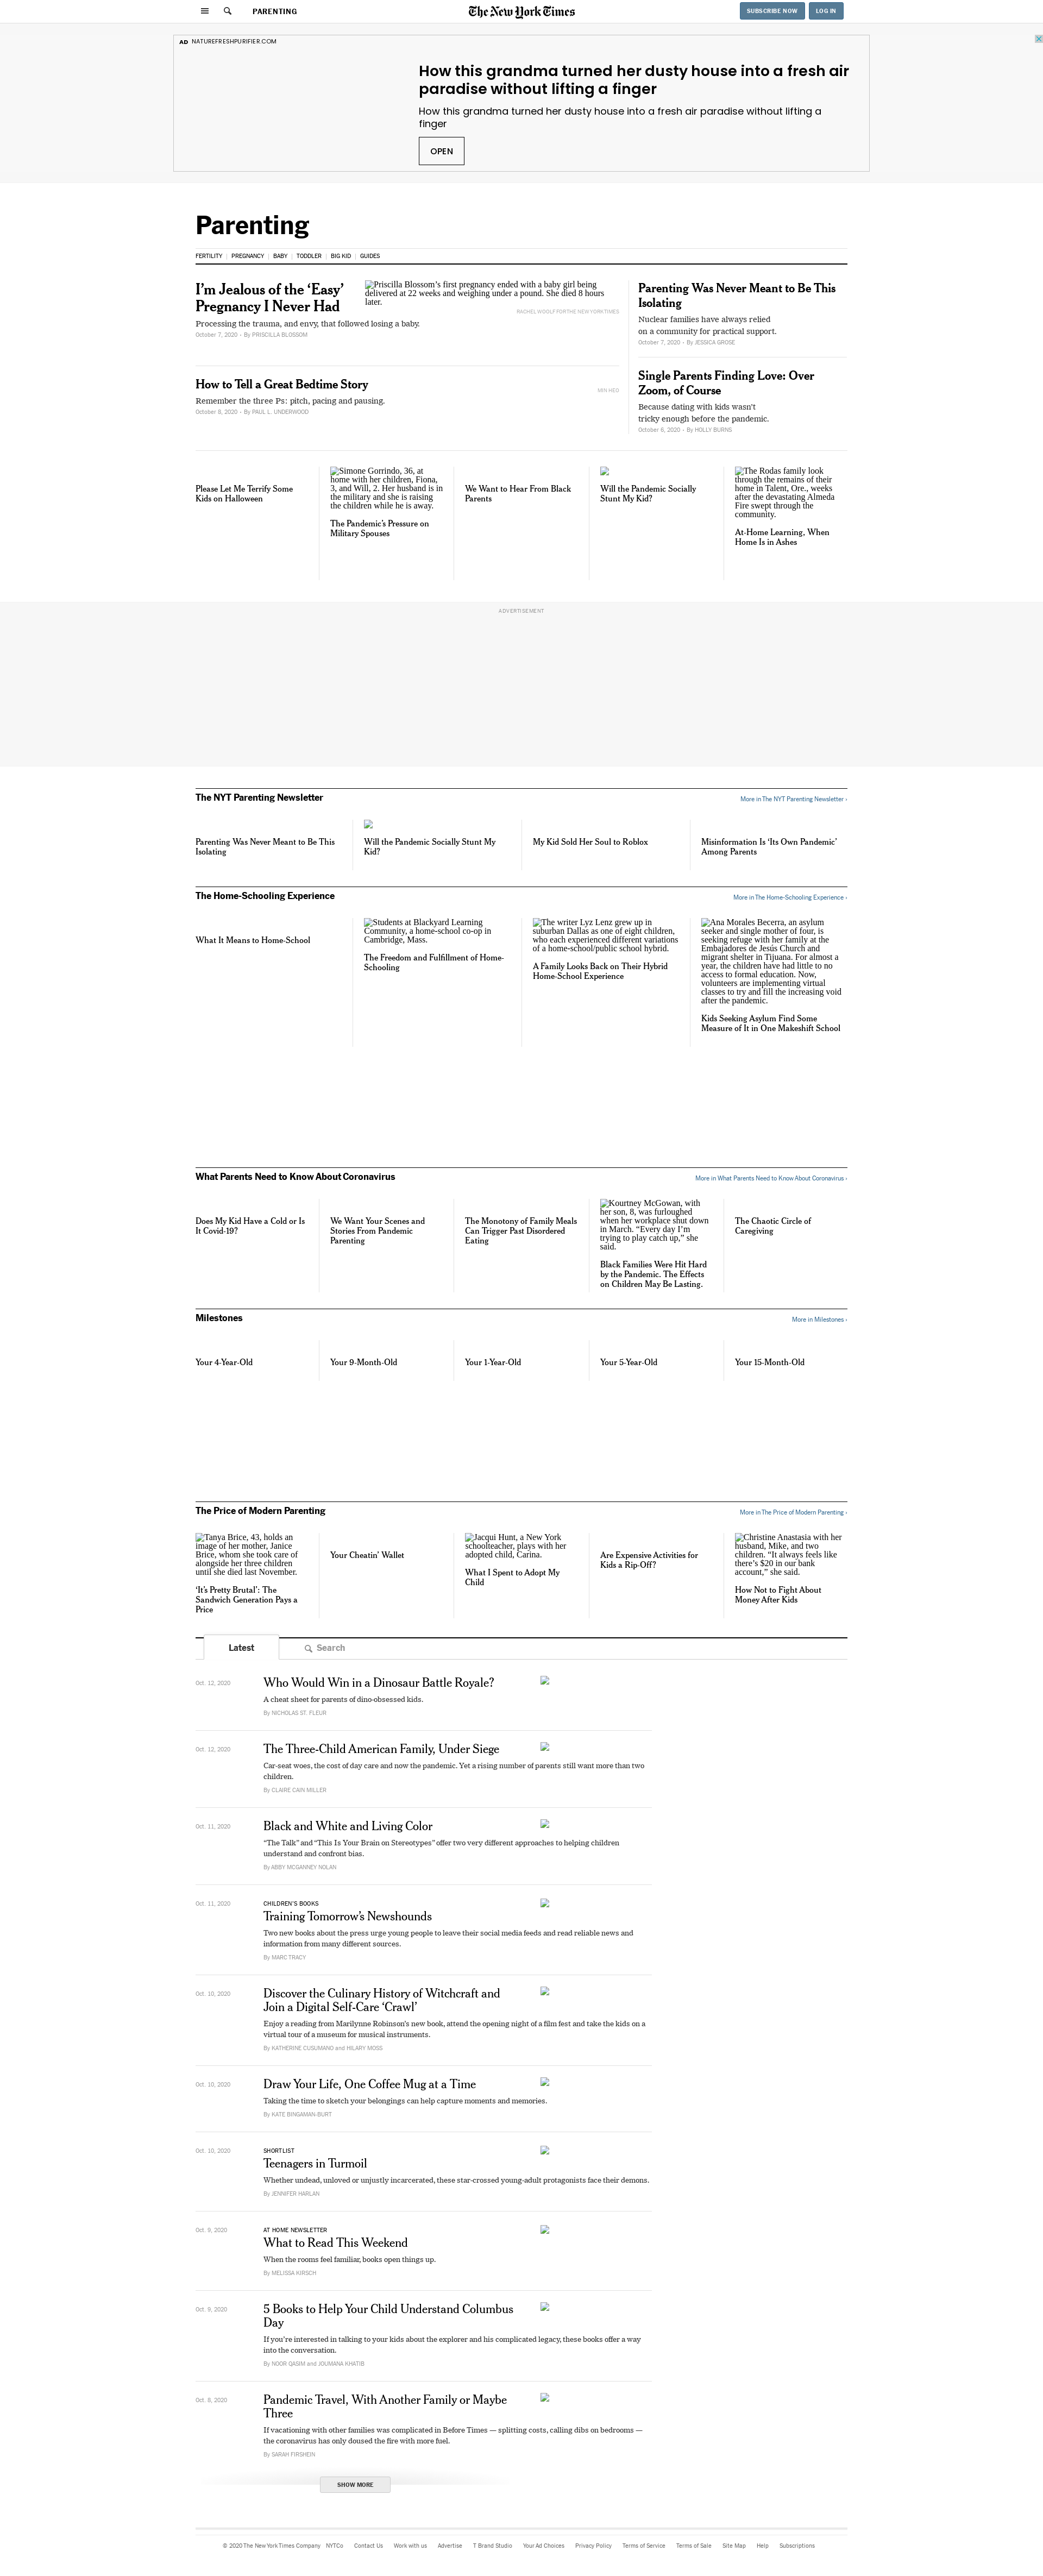 PARENTING
The New York Times
SUBSCRIBE NOW
LOG IN
AD NATUREFRESHPURIFIER.COM
How this grandma turned her dusty house into a fresh air
paradise without lifting a finger
How this grandma turned her dusty house into a fresh air paradise without lifting a
finger
OPEN
Parenting
FERTILITY | PREGNANCY | BABY | TODDLER | BIG KID | GUIDES
I’m Jealous of the ‘Easy’
Pregnancy I Never Had
Processing the trauma, and envy, that followed losing a baby.
October 7, 2020 • By PRISCILLA BLOSSOM
Priscilla Blossom’s first pregnancy ended with a baby girl being
delivered at 22 weeks and weighing under a pound. She died 8 hours
later.
RACHEL WOOLF FOR THE NEW YORK TIMES
How to Tell a Great Bedtime Story
Remember the three Ps: pitch, pacing and pausing.
October 8, 2020 • By PAUL L. UNDERWOOD
MIN HEO
Parenting Was Never Meant to Be This
Isolating
Nuclear families have always relied
on a community for practical support.
October 7, 2020 • By JESSICA GROSE
Single Parents Finding Love: Over
Zoom, of Course
Because dating with kids wasn’t
tricky enough before the pandemic.
October 6, 2020 • By HOLLY BURNS
Please Let Me Terrify Some
Kids on Halloween
Simone Gorrindo, 36, at
home with her children, Fiona,
3, and Will, 2. Her husband is in
the military and she is raising
the children while he is away.
The Pandemic’s Pressure on
Military Spouses
We Want to Hear From Black
Parents
Will the Pandemic Socially
Stunt My Kid?
The Rodas family look
through the remains of their
home in Talent, Ore., weeks
after the devastating Almeda
Fire swept through the
community.
At-Home Learning, When
Home Is in Ashes
ADVERTISEMENT
The NYT Parenting Newsletter
More in The NYT Parenting Newsletter ›
Parenting Was Never Meant to Be This
Isolating
Will the Pandemic Socially Stunt My
Kid?
My Kid Sold Her Soul to Roblox
Misinformation Is ‘Its Own Pandemic’
Among Parents
The Home-Schooling Experience
More in The Home-Schooling Experience ›
What It Means to Home-School
Students at Blackyard Learning
Community, a home-school co-op in
Cambridge, Mass.
The Freedom and Fulfillment of Home-
Schooling
The writer Lyz Lenz grew up in
suburban Dallas as one of eight children,
who each experienced different variations
of a home-school/public school hybrid.
A Family Looks Back on Their Hybrid
Home-School Experience
Ana Morales Becerra, an asylum
seeker and single mother of four, is
seeking refuge with her family at the
Embajadores de Jesús Church and
migrant shelter in Tijuana. For almost a
year, the children have had little to no
access to formal education. Now,
volunteers are implementing virtual
classes to try and fill the increasing void
after the pandemic.
Kids Seeking Asylum Find Some
Measure of It in One Makeshift School
What Parents Need to Know About Coronavirus
More in What Parents Need to Know About Coronavirus ›
Does My Kid Have a Cold or Is
It Covid-19?
We Want Your Scenes and
Stories From Pandemic
Parenting
The Monotony of Family Meals
Can Trigger Past Disordered
Eating
Kourtney McGowan, with
her son, 8, was furloughed
when her workplace shut down
in March. “Every day I’m
trying to play catch up,” she
said.
Black Families Were Hit Hard
by the Pandemic. The Effects
on Children May Be Lasting.
The Chaotic Circle of
Caregiving
Milestones
More in Milestones ›
Your 4-Year-Old
Your 9-Month-Old
Your 1-Year-Old
Your 5-Year-Old
Your 15-Month-Old
The Price of Modern Parenting
More in The Price of Modern Parenting ›
Tanya Brice, 43, holds an
image of her mother, Janice
Brice, whom she took care of
alongside her three children
until she died last November.
‘It’s Pretty Brutal’: The
Sandwich Generation Pays a
Price
Your Cheatin’ Wallet
Jacqui Hunt, a New York
schoolteacher, plays with her
adopted child, Carina.
What I Spent to Adopt My
Child
Are Expensive Activities for
Kids a Rip-Off?
Christine Anastasia with her
husband, Mike, and two
children. “It always feels like
there’s $20 in our bank
account,” she said.
How Not to Fight About
Money After Kids
Latest
Search
Oct. 12, 2020
Who Would Win in a Dinosaur Battle Royale?
A cheat sheet for parents of dino-obsessed kids.
By NICHOLAS ST. FLEUR
Oct. 12, 2020
The Three-Child American Family, Under Siege
Car-seat woes, the cost of day care and now the pandemic. Yet a rising number of parents still want more than two
children.
By CLAIRE CAIN MILLER
Oct. 11, 2020
Black and White and Living Color
“The Talk” and “This Is Your Brain on Stereotypes” offer two very different approaches to helping children
understand and confront bias.
By ABBY MCGANNEY NOLAN
Oct. 11, 2020
CHILDREN’S BOOKS
Training Tomorrow’s Newshounds
Two new books about the press urge young people to leave their social media feeds and read reliable news and
information from many different sources.
By MARC TRACY
Oct. 10, 2020
Discover the Culinary History of Witchcraft and
Join a Digital Self-Care ‘Crawl’
Enjoy a reading from Marilynne Robinson’s new book, attend the opening night of a film fest and take the kids on a
virtual tour of a museum for musical instruments.
By KATHERINE CUSUMANO and HILARY MOSS
Oct. 10, 2020
Draw Your Life, One Coffee Mug at a Time
Taking the time to sketch your belongings can help capture moments and memories.
By KATE BINGAMAN-BURT
Oct. 10, 2020
SHORTLIST
Teenagers in Turmoil
Whether undead, unloved or unjustly incarcerated, these star-crossed young-adult protagonists face their demons.
By JENNIFER HARLAN
Oct. 9, 2020
AT HOME NEWSLETTER
What to Read This Weekend
When the rooms feel familiar, books open things up.
By MELISSA KIRSCH
Oct. 9, 2020
5 Books to Help Your Child Understand Columbus
Day
If you’re interested in talking to your kids about the explorer and his complicated legacy, these books offer a way
into the conversation.
By NOOR QASIM and JOUMANA KHATIB
Oct. 8, 2020
Pandemic Travel, With Another Family or Maybe
Three
If vacationing with other families was complicated in Before Times — splitting costs, calling dibs on bedrooms —
the coronavirus has only doused the fire with more fuel.
By SARAH FIRSHEIN
SHOW MORE
© 2020 The New York Times Company NYTCo Contact Us Work with us Advertise T Brand Studio Your Ad Choices Privacy Policy Terms of Service Terms of Sale Site Map Help Subscriptions